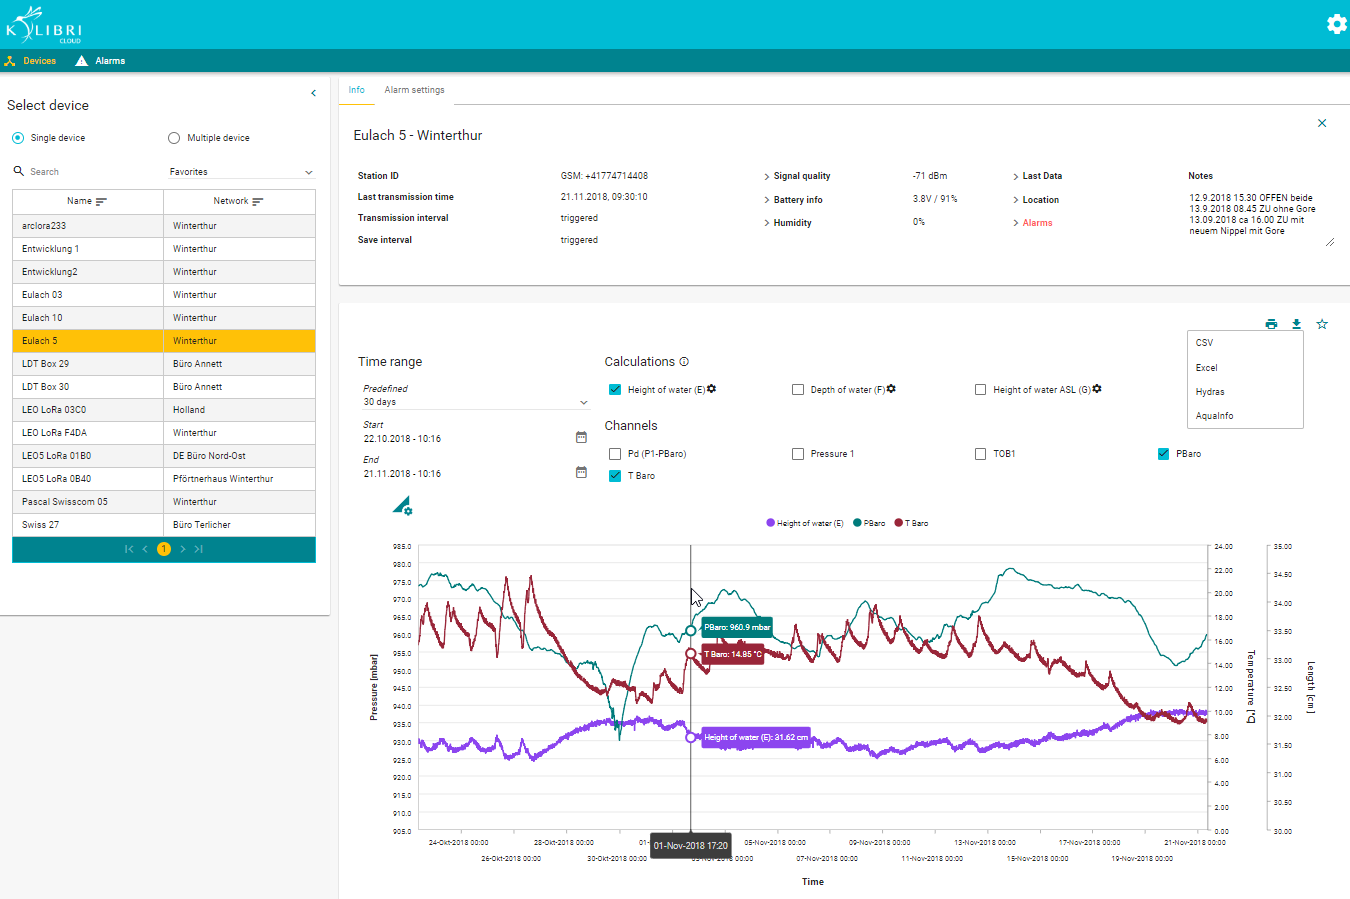 KOLIBRI
CLOUD
Devices Alarms
Select device
Single device Multiple device
Search Favorites
Name Network
arclora233 Winterthur
Entwicklung 1 Winterthur
Entwicklung2 Winterthur
Eulach 03 Winterthur
Eulach 10 Winterthur
Eulach 5 Winterthur
LDT Box 29 Büro Annett
LDT Box 30 Büro Annett
LEO LoRa 03C0 Holland
LEO LoRa F4DA Winterthur
LEO5 LoRa 01B0 DE Büro Nord-Ost
LEO5 LoRa 0B40 Pförtnerhaus Winterthur
Pascal Swisscom 05 Winterthur
Swiss 27 Büro Terlicher
1
Info Alarm settings
Eulach 5 - Winterthur
Station ID GSM: +41774714408
Last transmission time 21.11.2018, 09:30:10
Transmission interval triggered
Save interval triggered
Signal quality -71 dBm
Battery info 3.8V / 91%
Humidity 0%
Last Data
Location
Alarms
Notes
12.9.2018 15.30 OFFEN beide
13.9.2018 08.45 ZU ohne Gore
13.09.2018 ca 16.00 ZU mit
neuem Nippel mit Gore
CSV
Excel
Hydras
AquaInfo
Time range
Predefined
30 days
Start
22.10.2018 - 10:16
End
21.11.2018 - 10:16
Calculations
Height of water (E) Depth of water (F) Height of water ASL (G)
Channels
Pd (P1-PBaro) Pressure 1 TOB1 PBaro
T Baro
Height of water (E) PBaro T Baro
Pressure [mbar]
985.0
980.0
975.0
970.0
965.0
960.0
955.0
950.0
945.0
940.0
935.0
930.0
925.0
920.0
915.0
910.0
905.0
PBaro: 960.9 mbar
T Baro: 14.85 °C
Height of water (E): 31.62 cm
24.00
22.00
20.00
18.00
16.00
14.00
12.00
10.00
8.00
6.00
4.00
2.00
0.00
Temperature [°C]
35.00
34.50
34.00
33.50
33.00
32.50
32.00
31.50
31.00
30.50
30.00
Length [cm]
24-Okt-2018 00:00 28-Okt-2018 00:00 01- 01-Nov-2018 17:20 05-Nov-2018 00:00 09-Nov-2018 00:00 13-Nov-2018 00:00 17-Nov-2018 00:00 21-Nov-2018 00:00
26-Okt-2018 00:00 30-Okt-2018 00:00 03-Nov-2018 00:00 07-Nov-2018 00:00 11-Nov-2018 00:00 15-Nov-2018 00:00 19-Nov-2018 00:00
Time